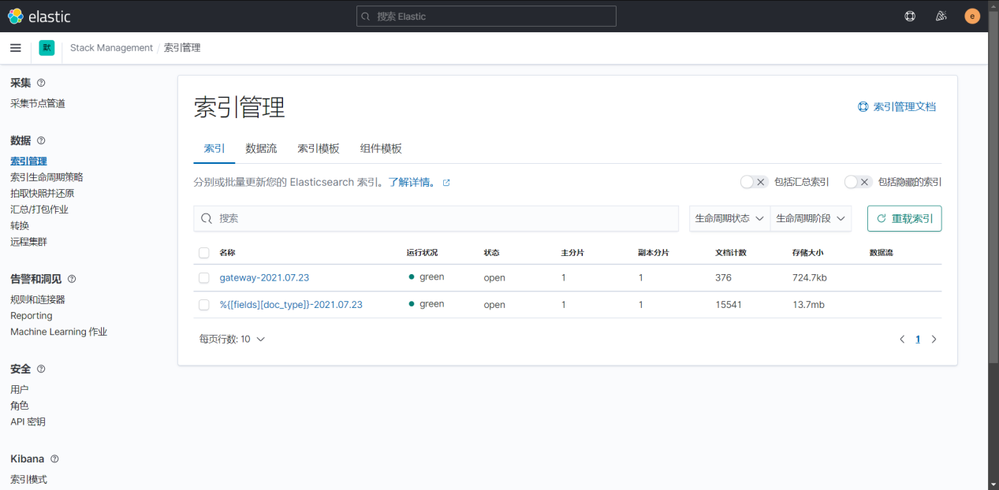 elastic
搜索 Elastic
e
默
Stack Management / 索引管理
采集
采集节点管道
数据
索引管理
索引生命周期策略
拍取快照并还原
汇总/打包作业
转换
远程集群
告警和洞见
规则和连接器
Reporting
Machine Learning 作业
安全
用户
角色
API 密钥
Kibana
索引模式
索引管理
索引管理文档
索引 数据流 索引模板 组件模板
分别或批量更新您的 Elasticsearch 索引。了解详情。
包括汇总索引 包括隐藏的索引
搜索
生命周期状态 生命周期阶段
重载索引
名称 运行状况 状态 主分片 副本分片 文档计数 存储大小 数据流
gateway-2021.07.23 green open 1 1 376 724.7kb
%{[fields][doc_type]}-2021.07.23 green open 1 1 15541 13.7mb
每页行数: 10
1